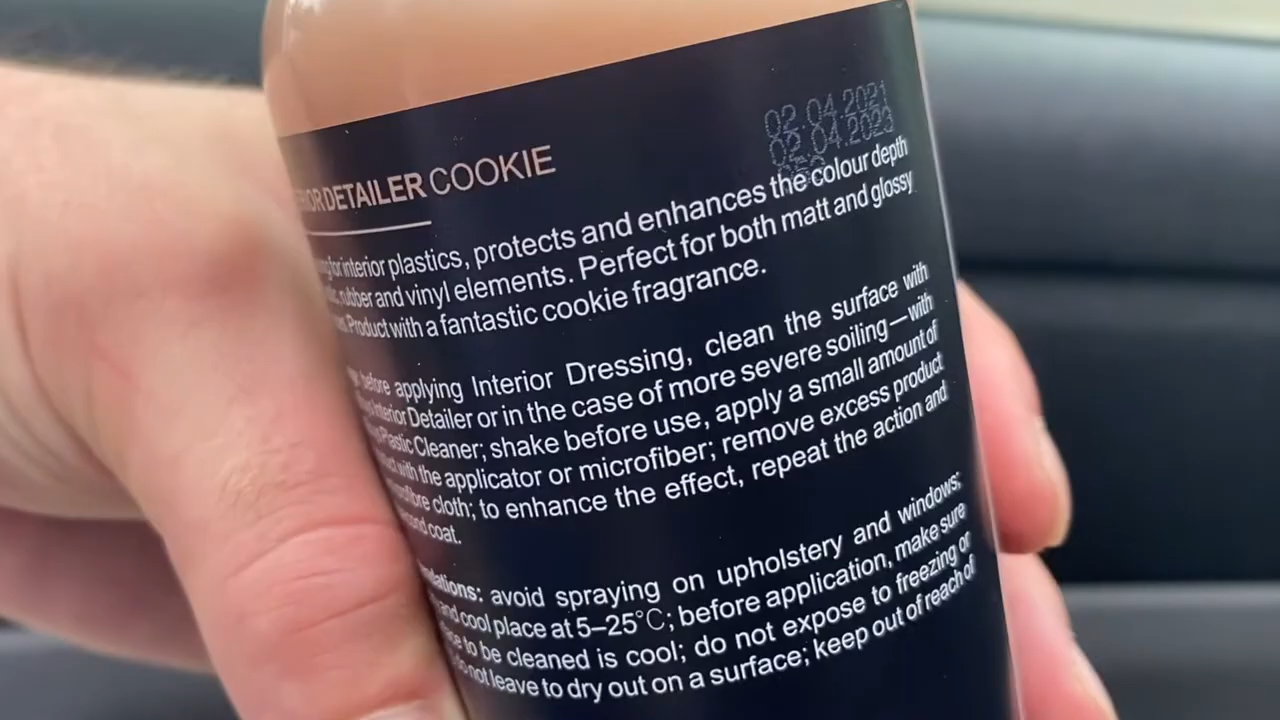 02.04.2021
02.04.2023
DETAILER COOKIE
for interior plastics, protects and enhances the colour depth
rubber and vinyl elements. Perfect for both matt and glossy
Product with a fantastic cookie fragrance.
before applying Interior Dressing, clean the surface with
Interior Detailer or in the case of more severe soiling—with
Plastic Cleaner; shake before use, apply a small amount of
with the applicator or microfiber; remove excess product
cloth; to enhance the effect, repeat the action and
coat.
avoid spraying on upholstery and windows;
and cool place at 5–25°C; before application, make sure
to be cleaned is cool; do not expose to freezing or
not leave to dry out on a surface; keep out of reach of